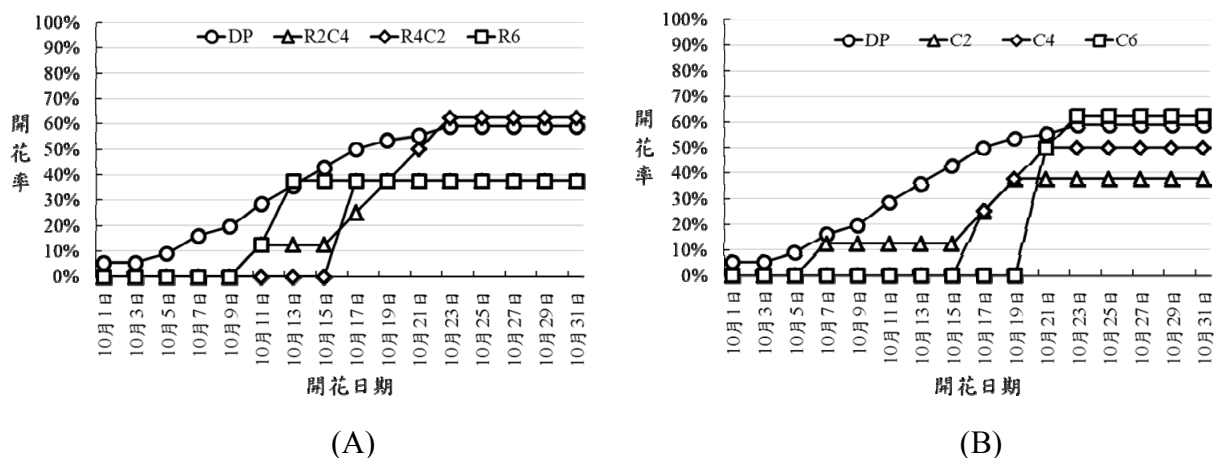 100%
90%
80%
70%
60%
50%
40%
30%
20%
10%
0%
開花率
DP R2C4 R4C2 R6
10月1日
10月3日
10月5日
10月7日
10月9日
10月11日
10月13日
10月15日
10月17日
10月19日
10月21日
10月23日
10月25日
10月27日
10月29日
10月31日
開花日期
(A)
100%
90%
80%
70%
60%
50%
40%
30%
20%
10%
0%
開花率
DP C2 C4 C6
10月1日
10月3日
10月5日
10月7日
10月9日
10月11日
10月13日
10月15日
10月17日
10月19日
10月21日
10月23日
10月25日
10月27日
10月29日
10月31日
開花日期
(B)